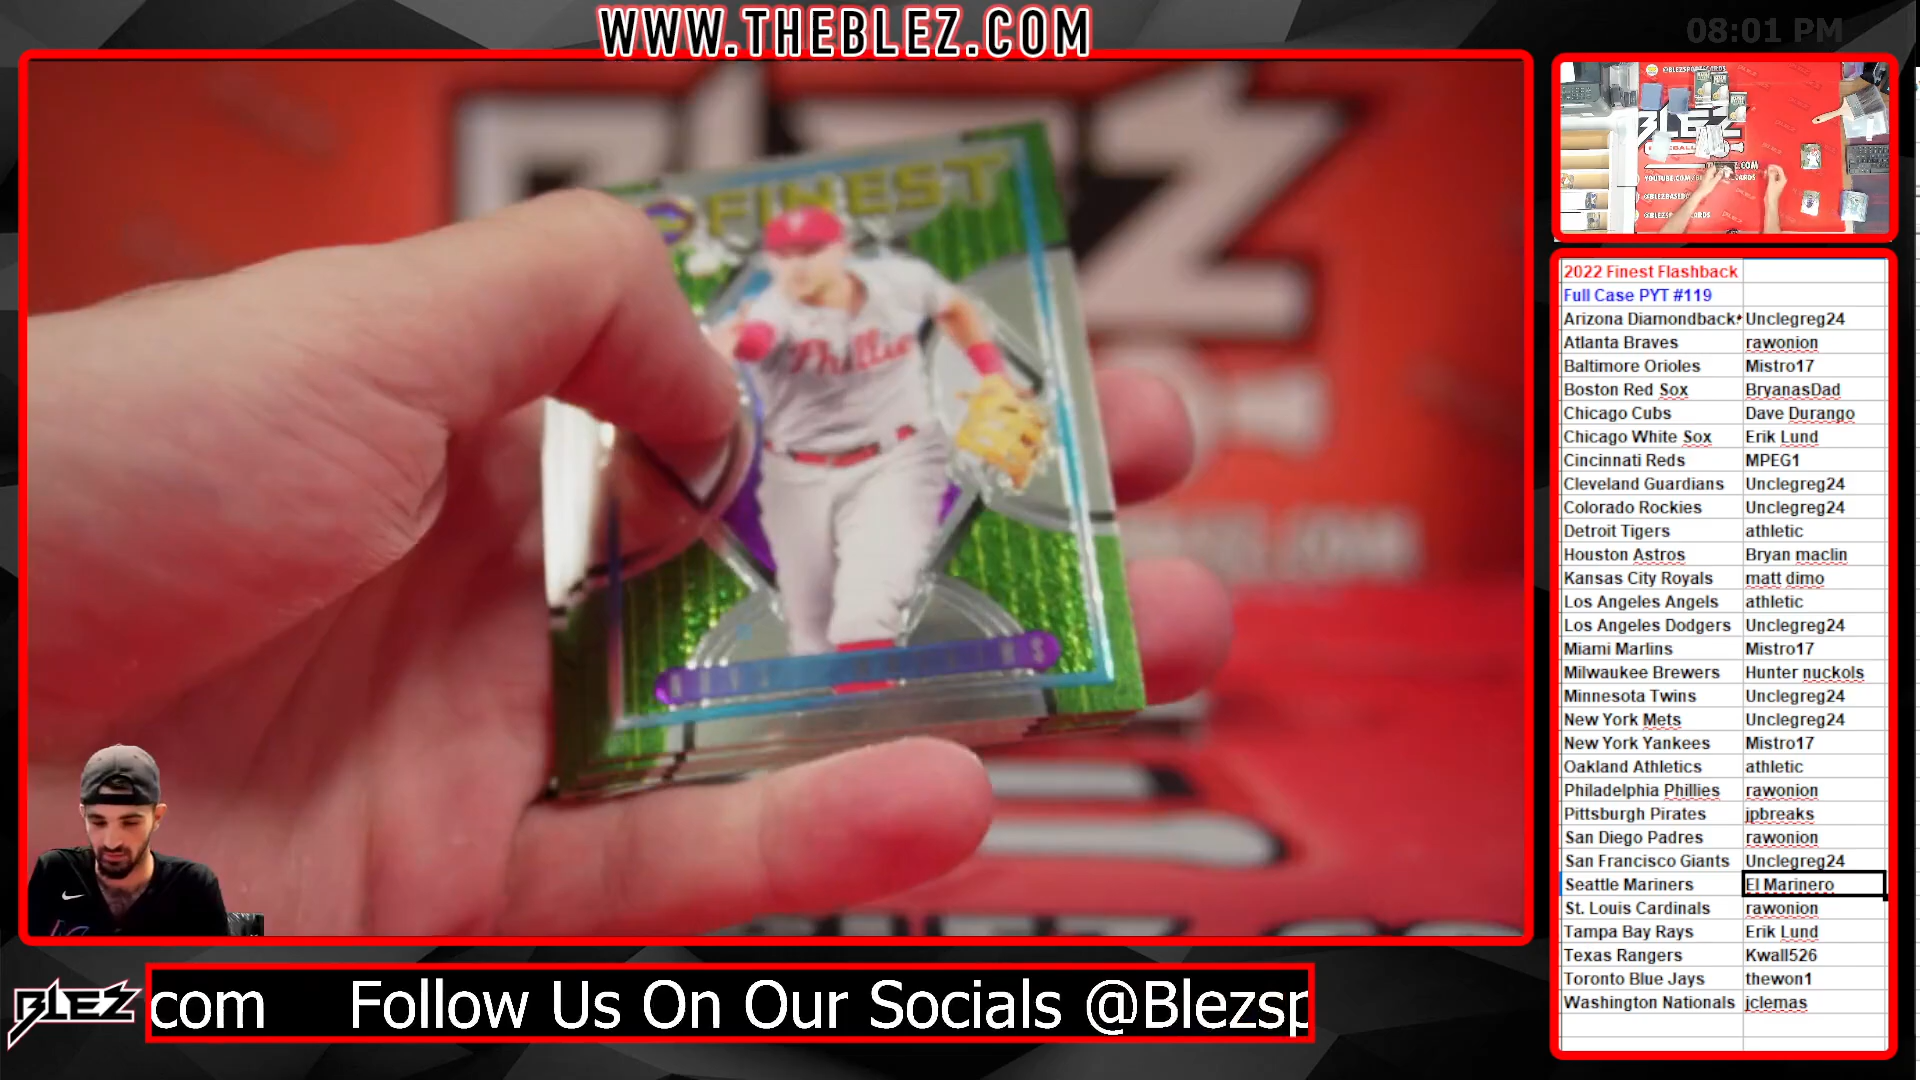 WWW.THEBLEZ.COM
08:01 PM
FINEST
Phillie
2022 Finest Flashback
Full Case PYT #119
Arizona Diamondback Unclegreg24
Atlanta Braves rawonion
Baltimore Orioles Mistro17
Boston Red Sox BryanasDad
Chicago Cubs Dave Durango
Chicago White Sox Erik Lund
Cincinnati Reds MPEG1
Cleveland Guardians Unclegreg24
Colorado Rockies Unclegreg24
Detroit Tigers athletic
Houston Astros Bryan maclin
Kansas City Royals matt dimo
Los Angeles Angels athletic
Los Angeles Dodgers Unclegreg24
Miami Marlins Mistro17
Milwaukee Brewers Hunter nuckols
Minnesota Twins Unclegreg24
New York Mets Unclegreg24
New York Yankees Mistro17
Oakland Athletics athletic
Philadelphia Phillies rawonion
Pittsburgh Pirates jpbreaks
San Diego Padres rawonion
San Francisco Giants Unclegreg24
Seattle Mariners El Marinero
St. Louis Cardinals rawonion
Tampa Bay Rays Erik Lund
Texas Rangers Kwall526
Toronto Blue Jays thewon1
Washington Nationals jclemas
BLEZ
com Follow Us On Our Socials @Blezsp